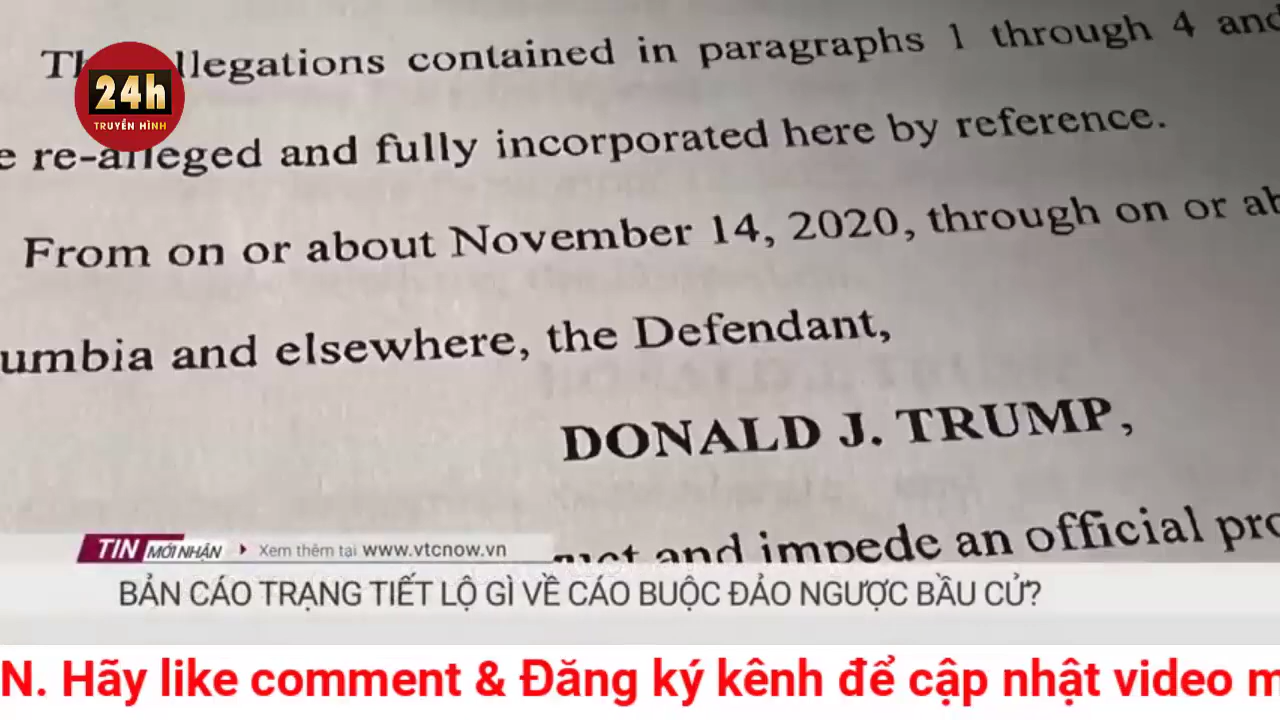 llegations contained in paragraphs 1 through 4 and
24h
TRUYỀN HÌNH
re-alleged and fully incorporated here by reference.
From on or about November 14, 2020, through on or ab
umbia and elsewhere, the Defendant,
DONALD J. TRUMP,
and impede an official pro
TIN MỚI NHẬN Xem thêm tại www.vtcnow.vn
BẢN CÁO TRẠNG TIẾT LỘ GÌ VỀ CÁO BUỘC ĐẢO NGƯỢC BẦU CỬ?
N. Hãy like comment & Đăng ký kênh để cập nhật video m